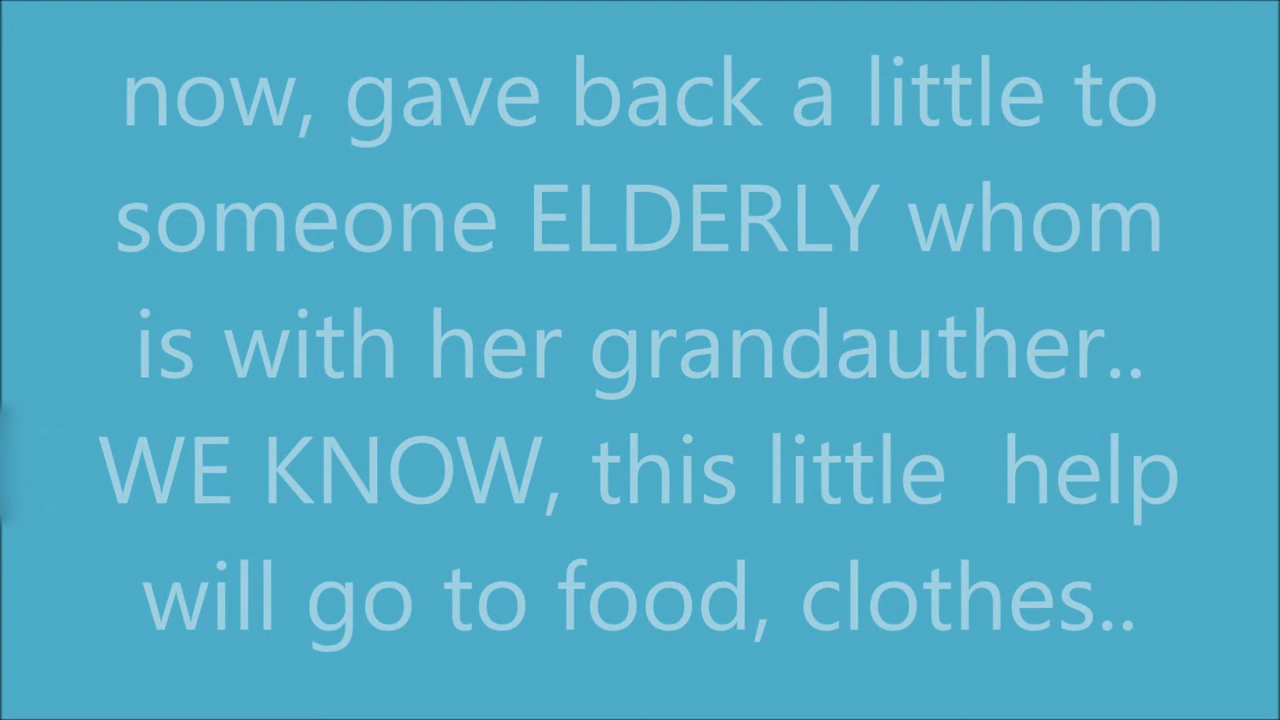 now, gave back a little to
someone ELDERLY whom
is with her grandauther..
WE KNOW, this little  help
will go to food, clothes..